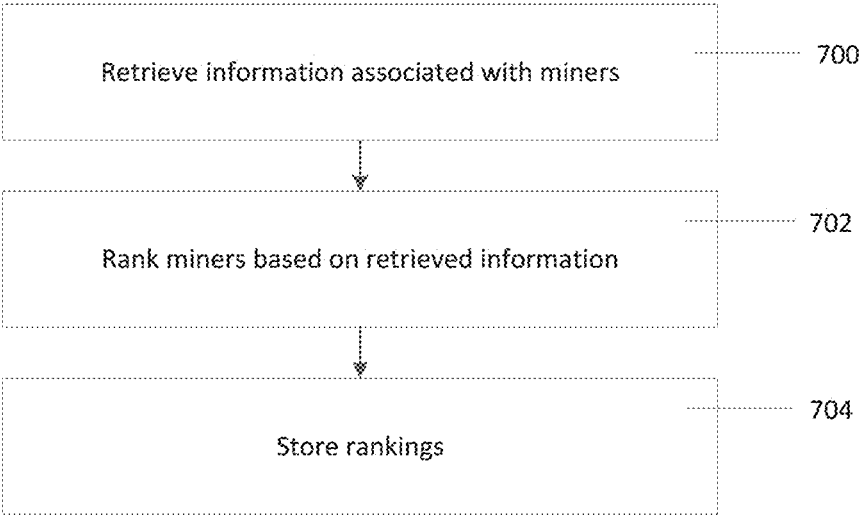 Retrieve information associated with miners
700
Rank miners based on retrieved information
702
Store rankings
704